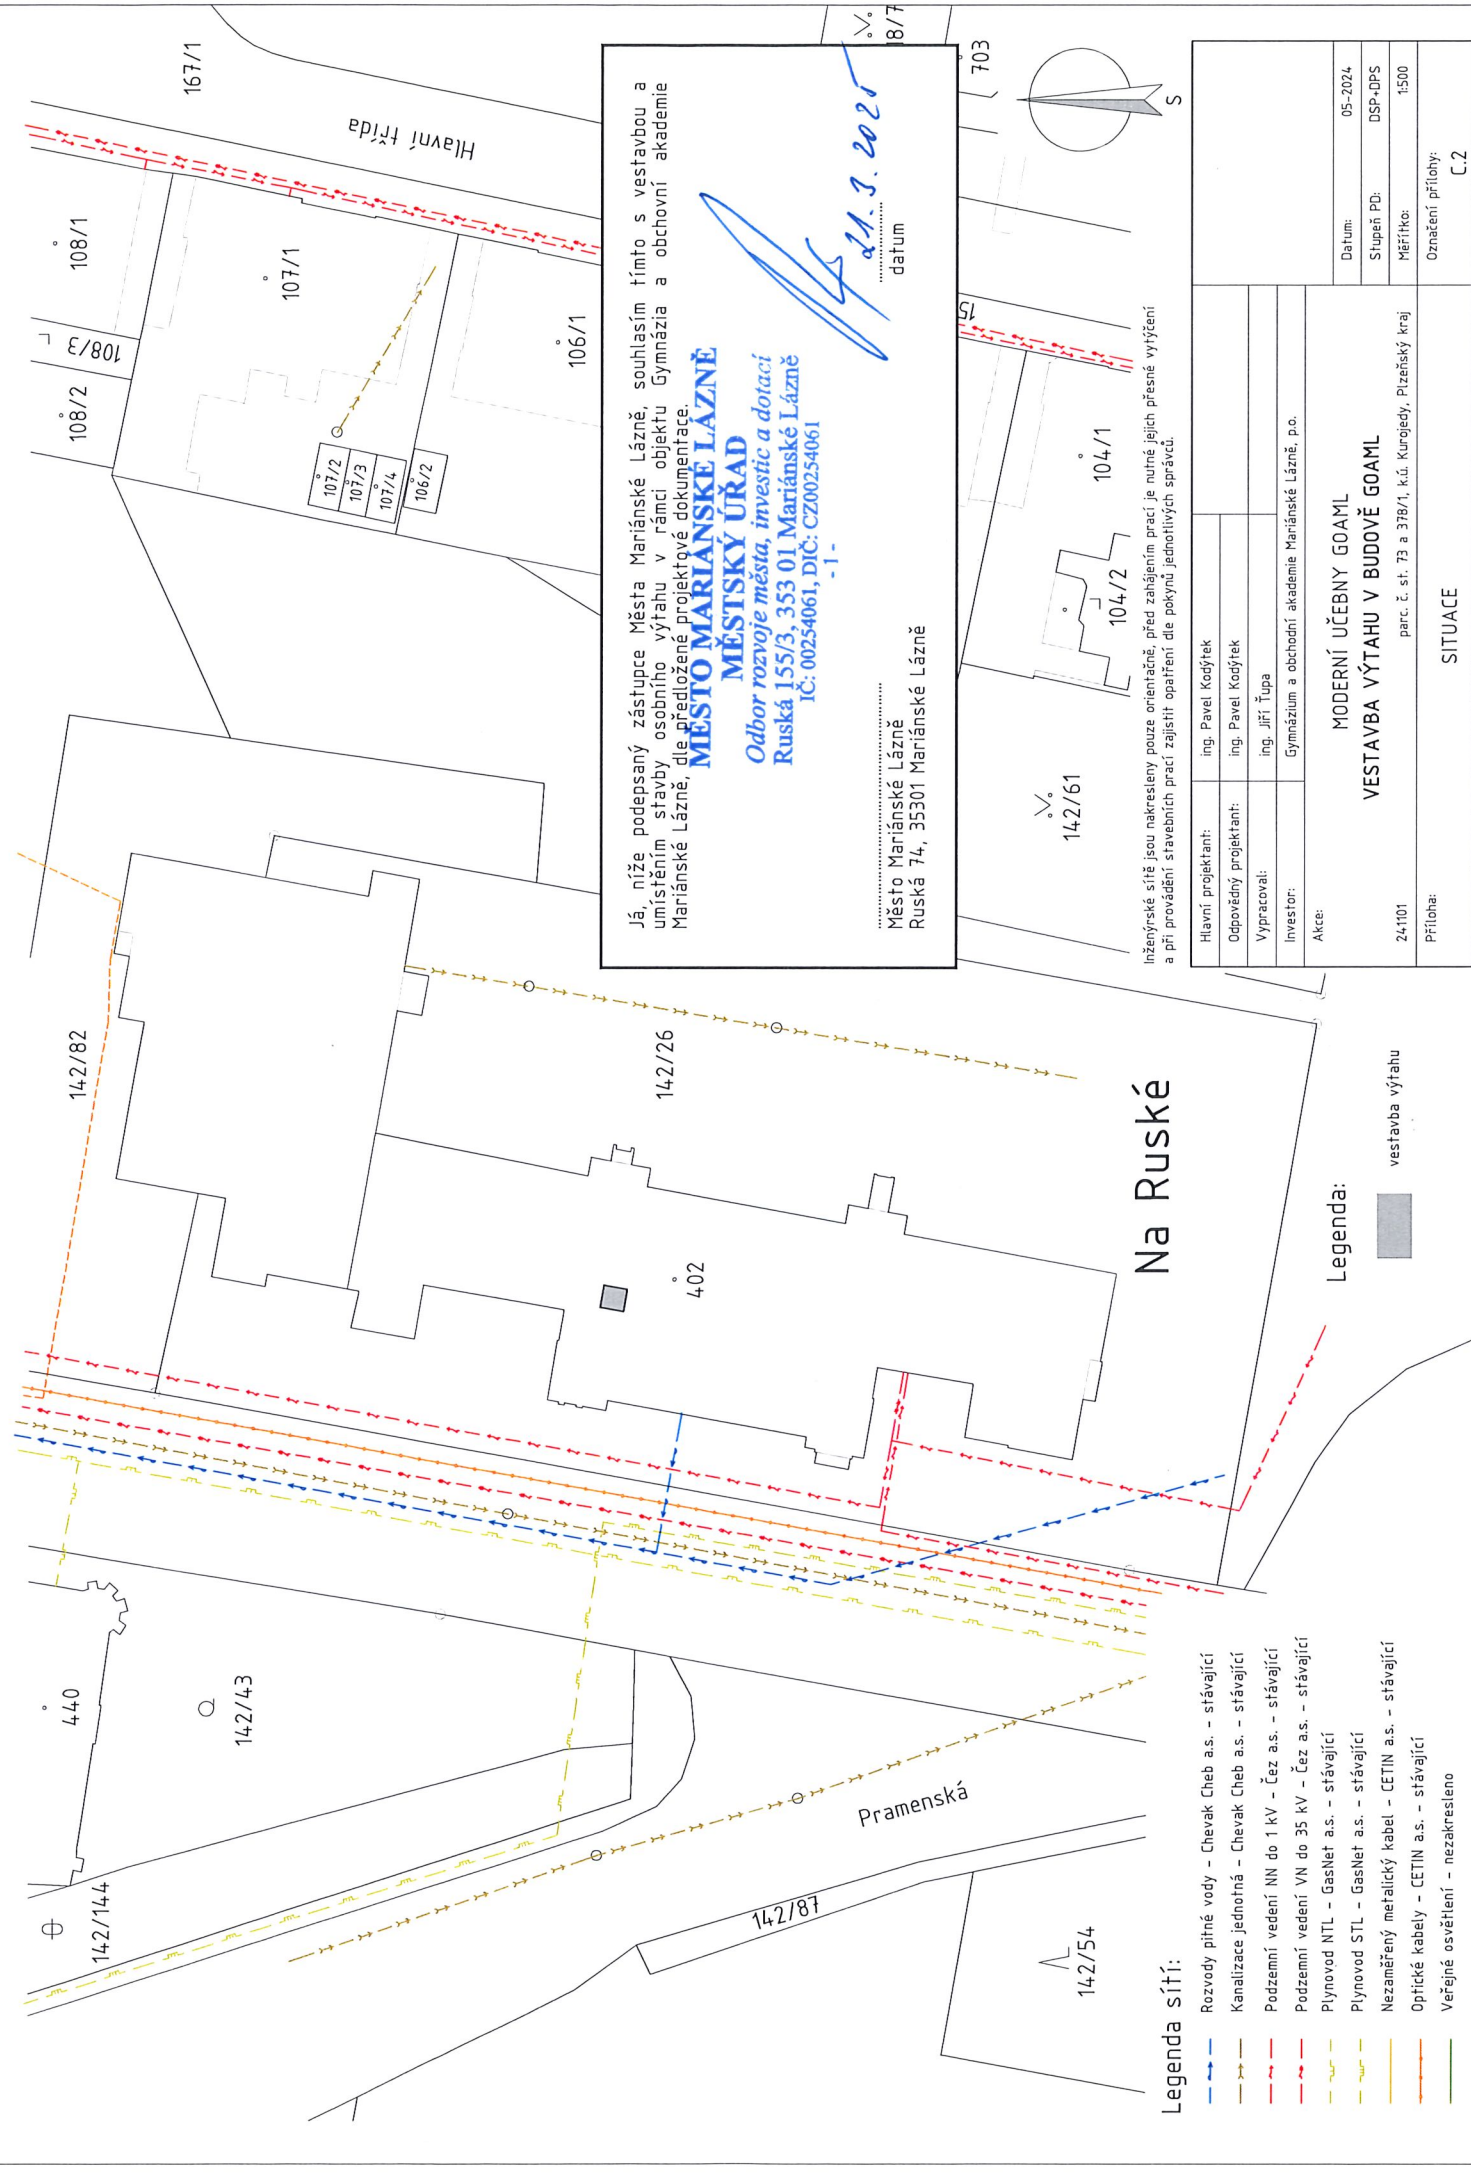 167/1
Hlavní třída
108/1
108/3
108/2
107/1
107/2
107/3
107/4
106/2
106/1
18/7
703
15
104/1
104/2
142/61
142/82
142/26
402
Na Ruské
440
142/43
142/144
Pramenská
142/87
142/54
S
Já, níže podepsaný zástupce Města Mariánské Lázně, souhlasím tímto s vestavbou a
umístěním stavby osobního výtahu v rámci objektu Gymnázia a obchovní akademie
Mariánské Lázně, dle předložené projektové dokumentace.
MĚSTO MARIÁNSKÉ LÁZNĚ
MĚSTSKÝ ÚŘAD
Odbor rozvoje města, investic a dotací
Ruská 155/3, 353 01 Mariánské Lázně
IČ: 00254061, DIČ: CZ00254061
- 1 -
21. 3. 2025
datum
Město Mariánské Lázně
Ruská 74, 35301 Mariánské Lázně
Inženýrské sítě jsou nakresleny pouze orientačně, před zahájením prací je nutné jejich přesné vytýčení
a při provádění stavebních prací zajistit opatření dle pokynů jednotlivých správců.
Hlavní projektant: ing. Pavel Kodýtek
Odpovědný projektant: ing. Pavel Kodýtek
Vypracoval: ing. Jiří Ťupa
Investor: Gymnázium a obchodní akademie Mariánské Lázně, p.o.
Akce:
MODERNÍ UČEBNY GOAML
VESTAVBA VÝTAHU V BUDOVĚ GOAML
241101 parc. č. st. 73 a 378/1, k.ú. Kurojedy, Plzeňský kraj
Příloha:
SITUACE
Datum: 05-2024
Stupeň PD: DSP+DPS
Měřítko: 1:500
Označení přílohy:
C.2
Legenda:
vestavba výtahu
Legenda sítí:
Rozvody pitné vody - Chevak Cheb a.s. - stávající
Kanalizace jednotná - Chevak Cheb a.s. - stávající
Podzemní vedení NN do 1 kV - Čez a.s. - stávající
Podzemní vedení VN do 35 kV - Čez a.s. - stávající
Plynovod NTL - GasNet a.s. - stávající
Plynovod STL - GasNet a.s. - stávající
Nezaměřený metalický kabel - CETIN a.s. - stávající
Optické kabely - CETIN a.s. - stávající
Veřejné osvětlení - nezakresleno